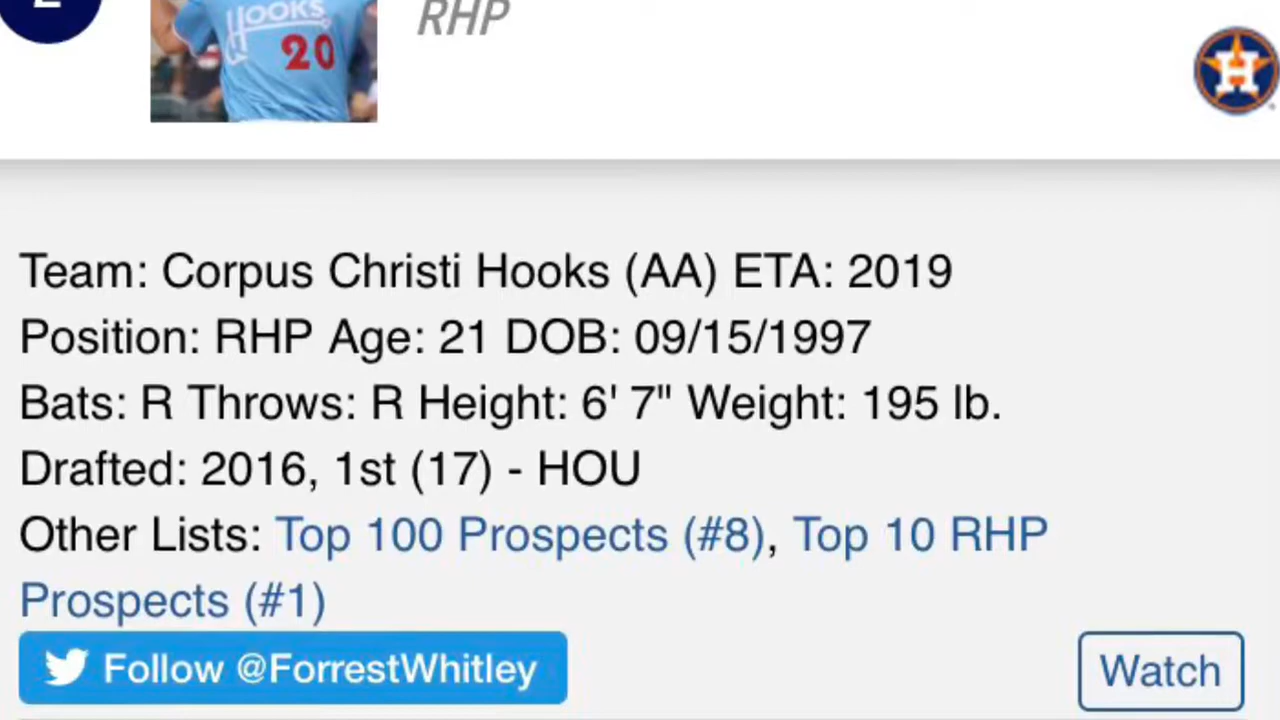 HOOKS
20
RHP
H
Team: Corpus Christi Hooks (AA) ETA: 2019
Position: RHP Age: 21 DOB: 09/15/1997
Bats: R Throws: R Height: 6' 7" Weight: 195 lb.
Drafted: 2016, 1st (17) - HOU
Other Lists: Top 100 Prospects (#8), Top 10 RHP
Prospects (#1)
Follow @ForrestWhitley
Watch